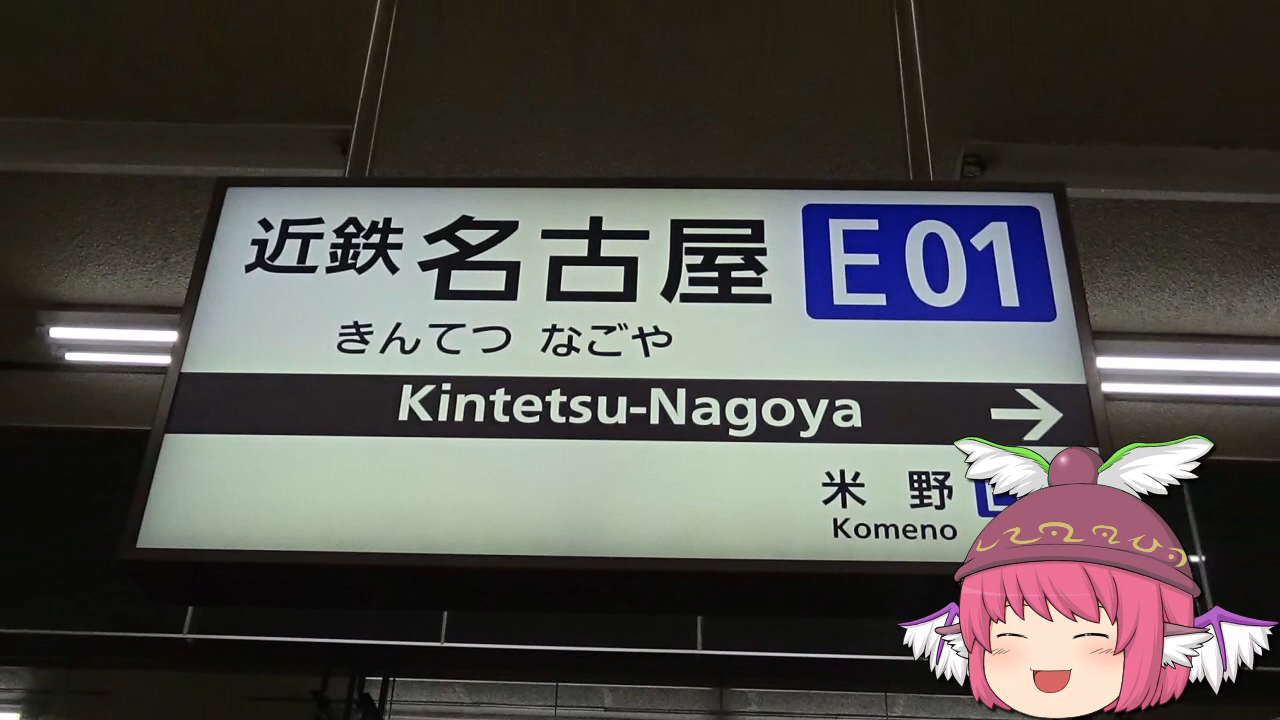 近鉄名古屋 E01
きんてつ なごや
Kintetsu-Nagoya →
米野
Komeno